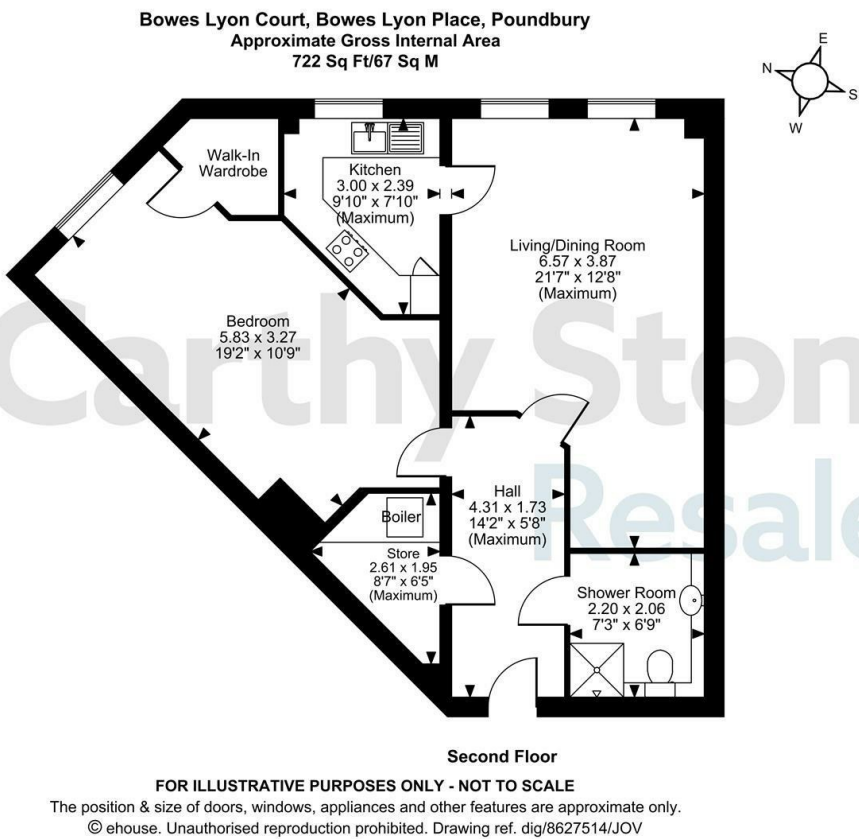 Bowes Lyon Court, Bowes Lyon Place, Poundbury
Approximate Gross Internal Area
722 Sq Ft/67 Sq M
E
N
S
W
Walk-In
Wardrobe
Kitchen
3.00 x 2.39
9'10" x 7'10"
(Maximum)
Living/Dining Room
6.57 x 3.87
21'7" x 12'8"
(Maximum)
Bedroom
5.83 x 3.27
19'2" x 10'9"
Carthy Ston
Resale
Hall
4.31 x 1.73
14'2" x 5'8"
(Maximum)
Boiler
Store
2.61 x 1.95
8'7" x 6'5"
(Maximum)
Shower Room
2.20 x 2.06
7'3" x 6'9"
Second Floor
FOR ILLUSTRATIVE PURPOSES ONLY - NOT TO SCALE
The position & size of doors, windows, appliances and other features are approximate only.
© ehouse. Unauthorised reproduction prohibited. Drawing ref. dig/8627514/JOV